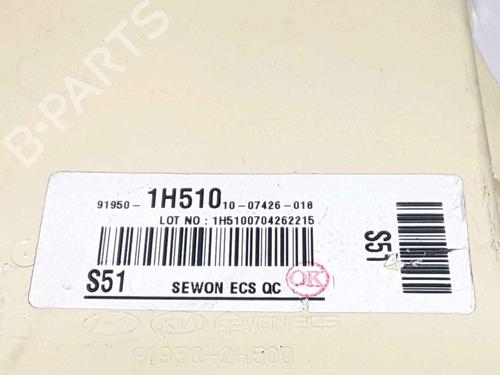 B-PARTS
91950- 1H510 10-07426-018
LOT NO : 1H5100704262215
S51 SEWON ECS QC OK
S51
KIA SEWON ECS
91950-2H500